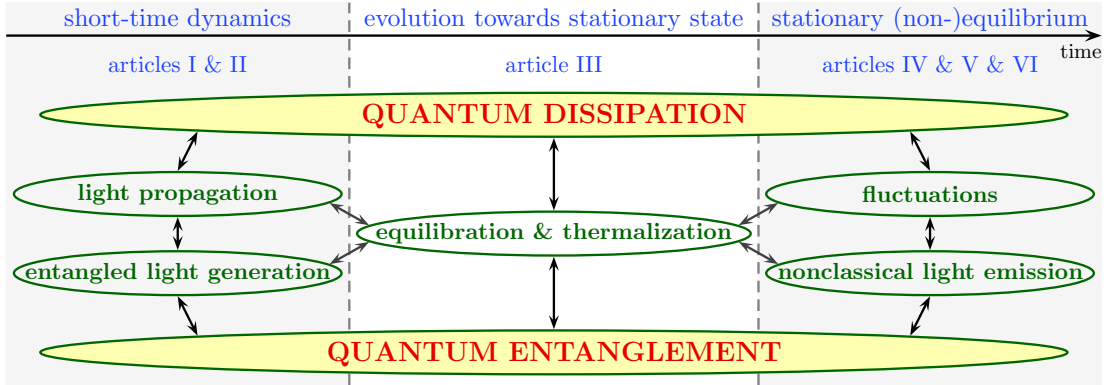 short-time dynamics
evolution towards stationary state
stationary (non-)equilibrium
time
articles I & II
article III
articles IV & V & VI
QUANTUM DISSIPATION
light propagation
fluctuations
equilibration & thermalization
entangled light generation
nonclassical light emission
QUANTUM ENTANGLEMENT